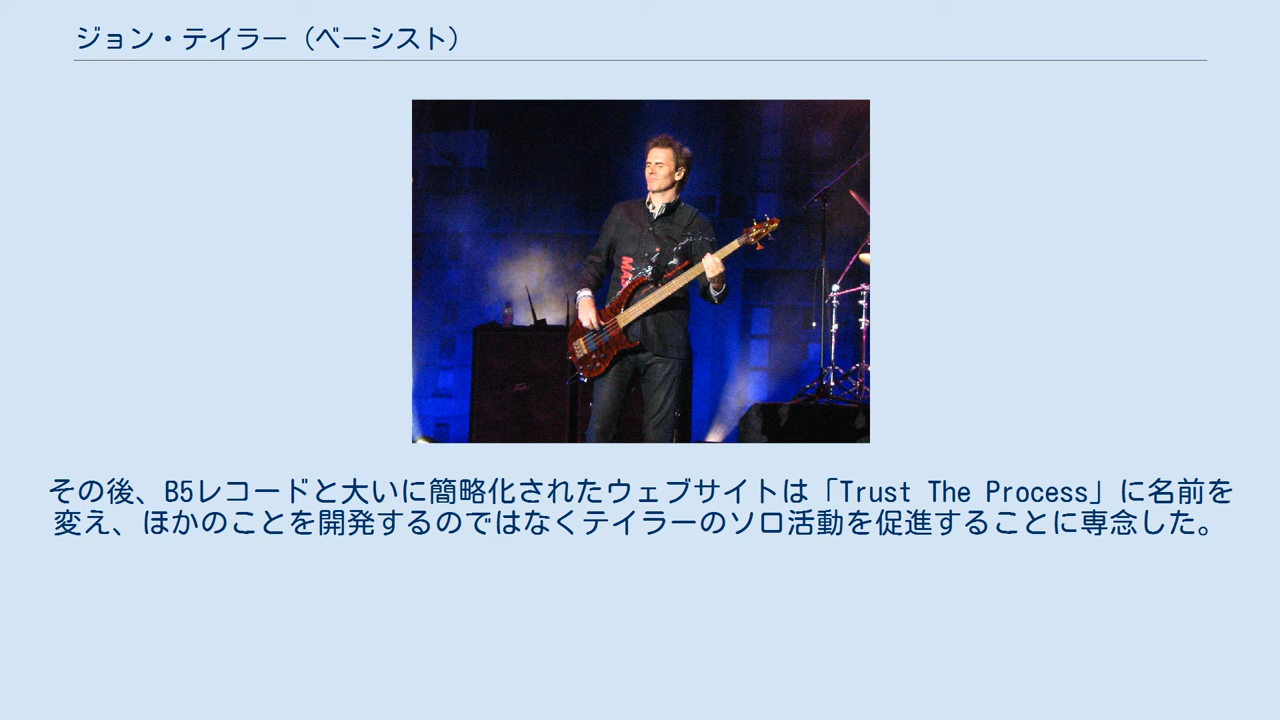 ジョン・テイラー（ベーシスト）
その後、B5レコードと大いに簡略化されたウェブサイトは「Trust The Process」に名前を
変え、ほかのことを開発するのではなくテイラーのソロ活動を促進することに専念した。